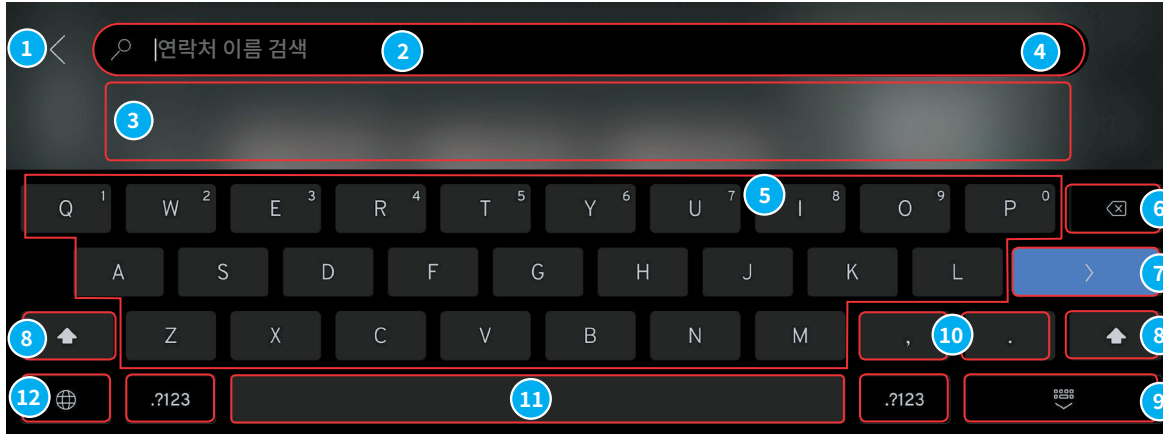 1 연락처 이름 검색 2 4
3
Q 1 W 2 E 3 R 4 T 5 Y 6 U 7 5 I 8 O 9 P 0 6
A S D F G H J K L 7
8 Z X C V B N M , 10 . 8
12 .?123 11 .?123 9